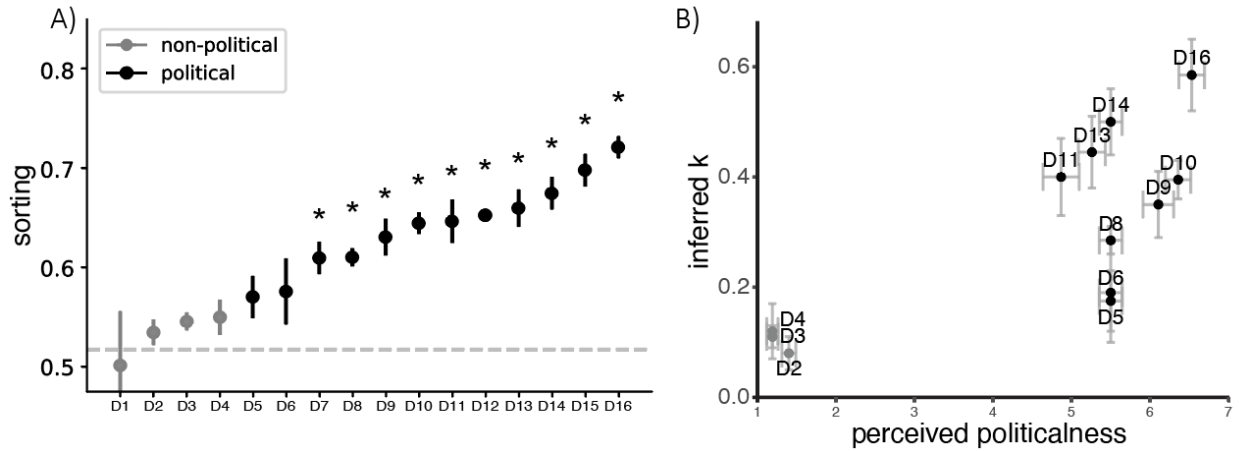 A)
non-political
political
0.8
0.7
0.6
0.5
sorting
*
*
*
*
*
*
*
*
*
*
D1 D2 D3 D4 D5 D6 D7 D8 D9 D10 D11 D12 D13 D14 D15 D16
B)
0.6
0.4
0.2
0.0
inferred k
D16
D14
D13
D11
D10
D9
D8
D6
D5
D4
D3
D2
1 2 3 4 5 6 7
perceived politicalness